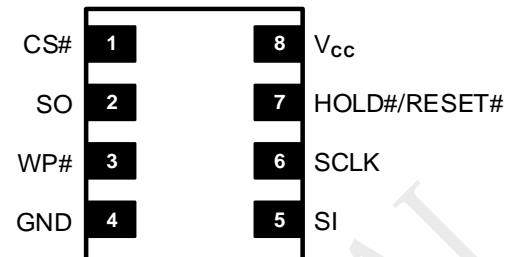 CS# 1 8 Vcc
SO 2 7 HOLD#/RESET#
WP# 3 6 SCLK
GND 4 5 SI